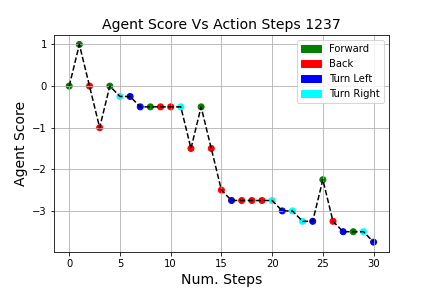 Agent Score Vs Action Steps 1237
Forward
Back
Turn Left
Turn Right
Agent Score
1
0
−1
−2
−3
0 5 10 15 20 25 30
Num. Steps